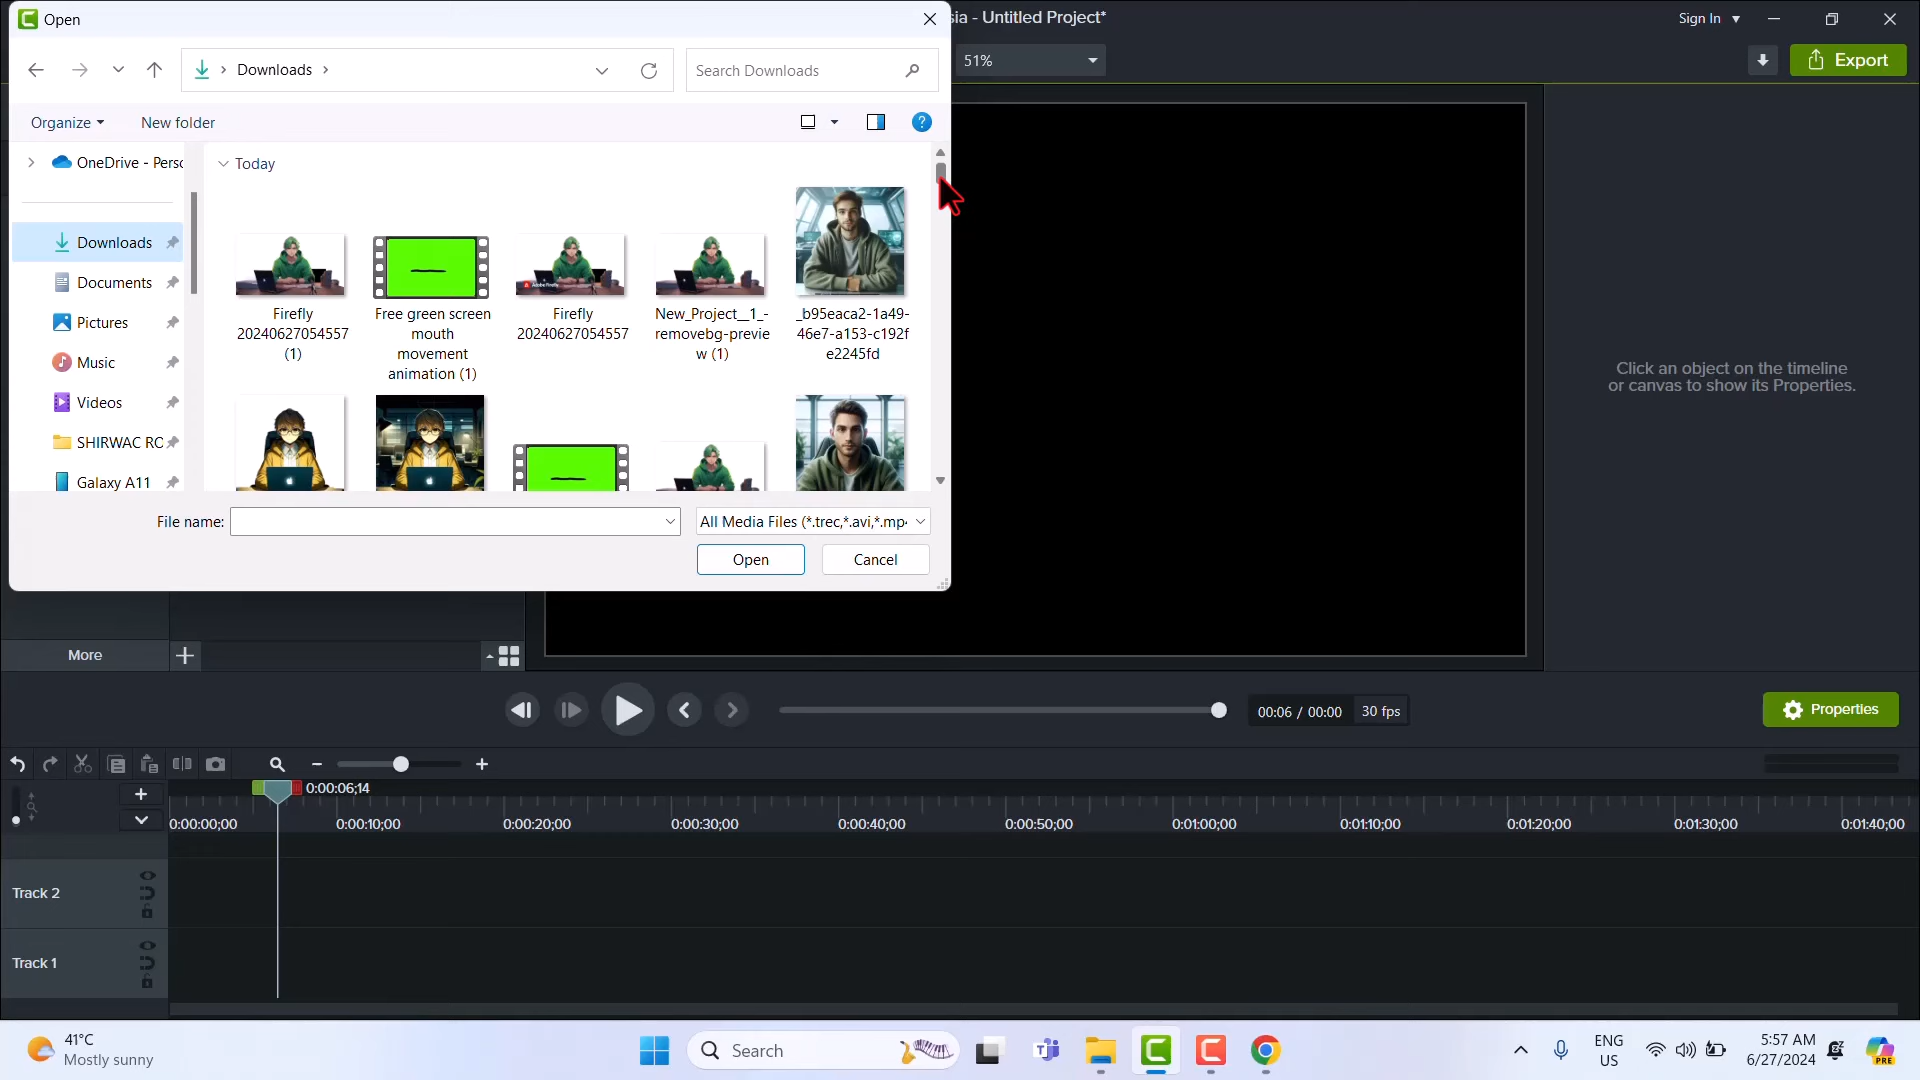 Open
sia - Untitled Project*
Sign In
Downloads
Search Downloads
51%
Export
Organize
New folder
OneDrive - Perso
Today
Downloads
Documents
Pictures
Music
Videos
SHIRWAC RO
Galaxy A11
Firefly
20240627054557
(1)
Free green screen
mouth
movement
animation (1)
Firefly
20240627054557
New_Project__1_-
removebg-previe
w (1)
_b95eaca2-1a49-
46e7-a153-c192f
e2245fd
Adobe Firefly
File name:
All Media Files (*.trec,*.avi,*.mp
Open
Cancel
Click an object on the timeline
or canvas to show its Properties.
More
00:06 / 00:00
30 fps
Properties
0:00:06;14
0:00:00;00
0:00:10;00
0:00:20;00
0:00:30;00
0:00:40;00
0:00:50;00
0:01:00;00
0:01:10;00
0:01:20;00
0:01:30;00
0:01:40;00
Track 2
Track 1
41°C
Mostly sunny
Search
ENG
US
5:57 AM
6/27/2024
PRE